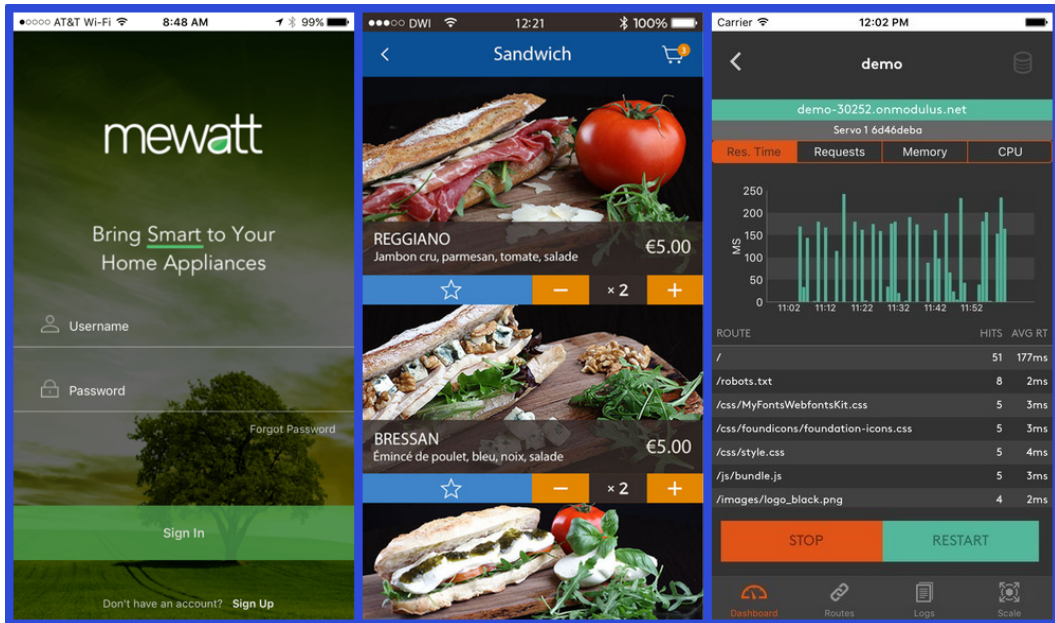 AT&T Wi-Fi 8:48 AM 99%
mewatt
Bring Smart to Your
Home Appliances
Username
Password
Forgot Password
Sign In
Don't have an account? Sign Up
DWI 12:21 100%
Sandwich 3
REGGIANO
Jambon cru, parmesan, tomate, salade
€5.00
× 2
BRESSAN
Émincé de poulet, bleu, noix, salade
€5.00
× 2
Carrier 12:02 PM
demo
demo-30252.onmodulus.net
Servo 1 6d46deba
Res. Time Requests Memory CPU
MS
250
200
150
100
50
0
11:02 11:12 11:22 11:32 11:42 11:52
ROUTE HITS AVG RT
/ 51 177ms
/robots.txt 8 2ms
/css/MyFontsWebfontsKit.css 5 3ms
/css/foundicons/foundation-icons.css 5 3ms
/css/style.css 5 4ms
/js/bundle.js 5 3ms
/images/logo_black.png 4 2ms
STOP RESTART
Dashboard Routes Logs Scale